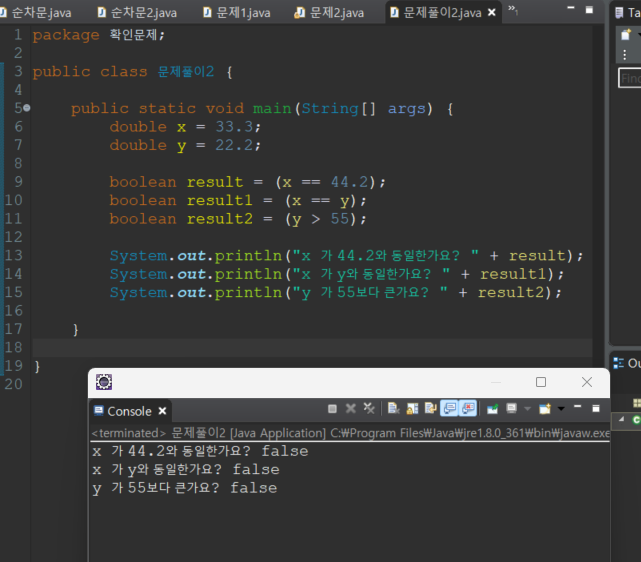 순차문.java 순차문2.java 문제1.java 문제2.java 문제풀이2.java »1
Ta
1 package 확인문제;
2
3 public class 문제풀이2 {
4
5 public static void main(String[] args) {
6 double x = 33.3;
7 double y = 22.2;
8
9 boolean result = (x == 44.2);
10 boolean result1 = (x == y);
11 boolean result2 = (y > 55);
12
13 System.out.println("x 가 44.2와 동일한가요? " + result);
14 System.out.println("x 가 y와 동일한가요? " + result1);
15 System.out.println("y 가 55보다 큰가요? " + result2);
16
17 }
18
19 }
20
Find
Ou
Console
<terminated> 문제풀이2 [Java Application] C:₩Program Files₩Java₩jre1.8.0_361₩bin₩javaw.exe
x 가 44.2와 동일한가요? false
x 가 y와 동일한가요? false
y 가 55보다 큰가요? false